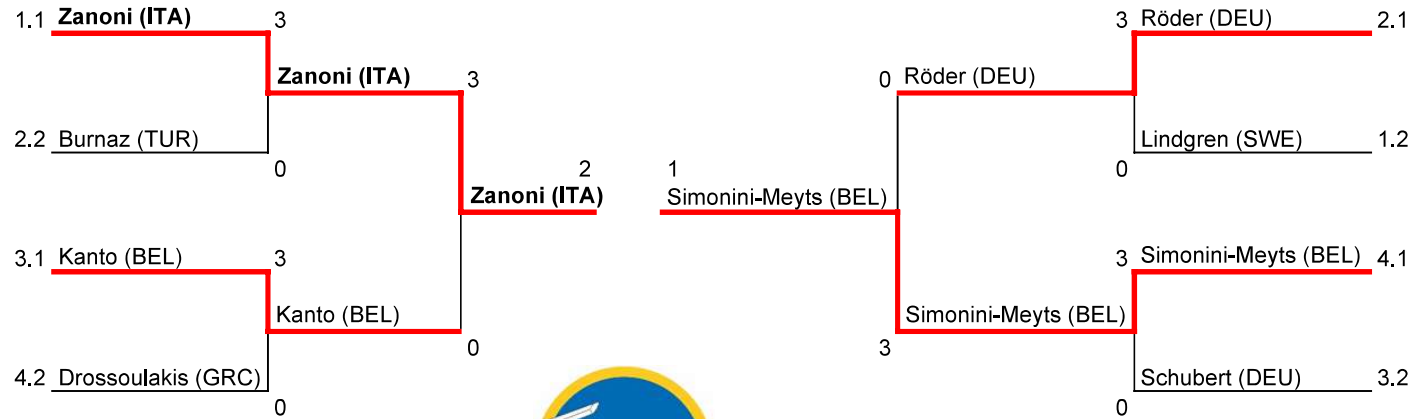 1.1 Zanoni (ITA) 3 3 Röder (DEU) 2.1
Zanoni (ITA) 3 0 Röder (DEU)
2.2 Burnaz (TUR) Lindgren (SWE) 1.2
0 2 1 0
Zanoni (ITA) Simonini-Meyts (BEL)
3.1 Kanto (BEL) 3 3 Simonini-Meyts (BEL) 4.1
Kanto (BEL) Simonini-Meyts (BEL)
0 3
4.2 Drossoulakis (GRC) Schubert (DEU) 3.2
0 0